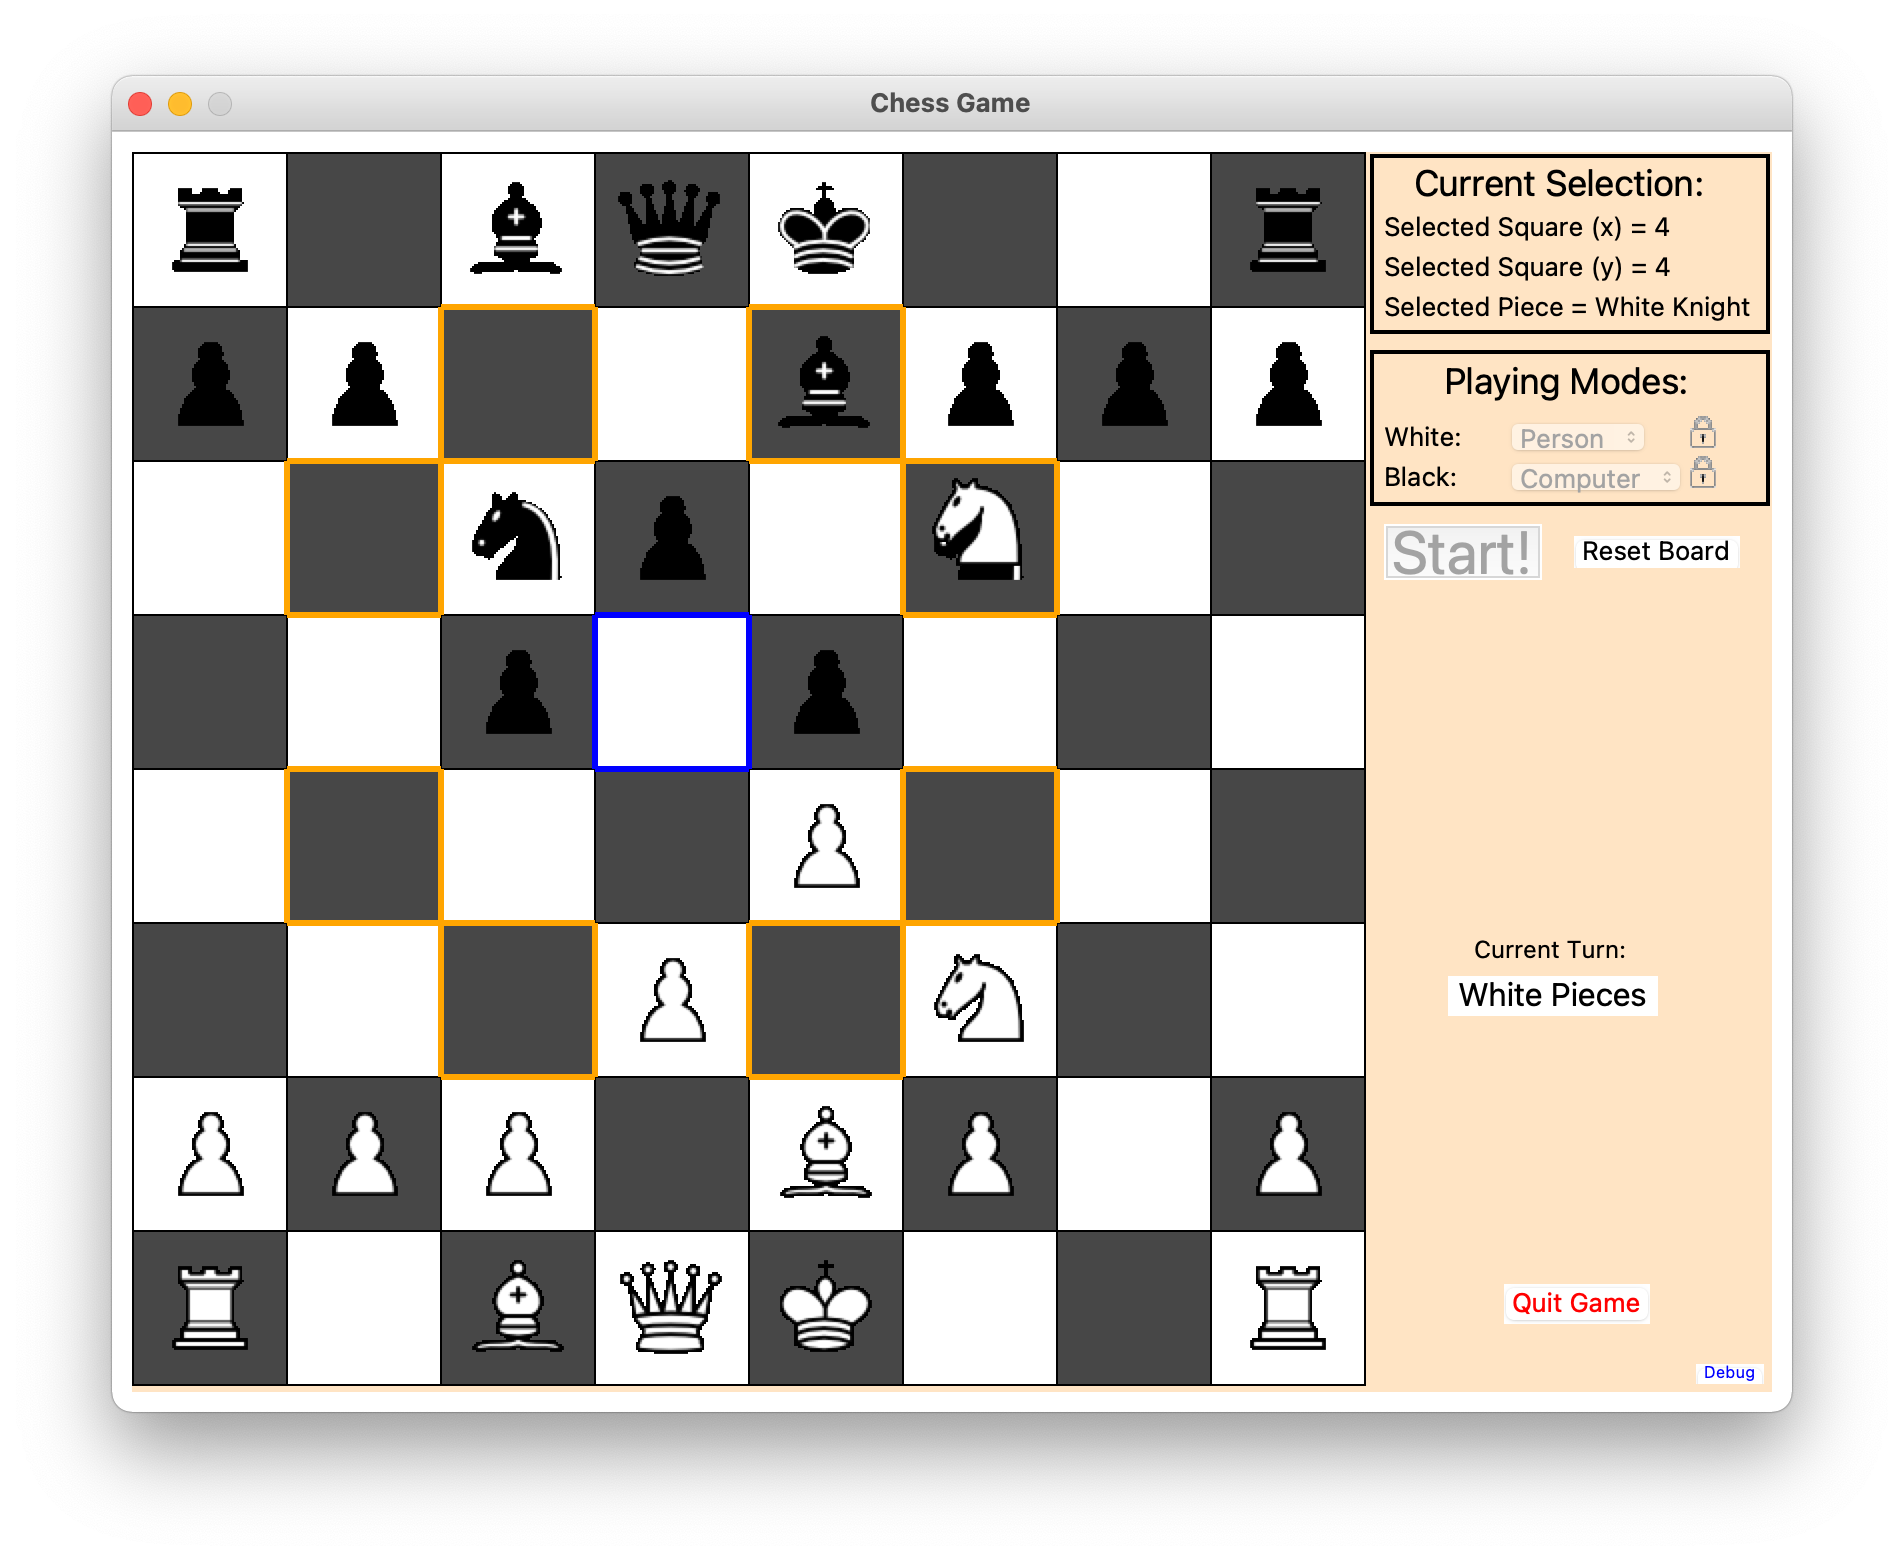 Chess Game
Current Selection:
Selected Square (x) = 4
Selected Square (y) = 4
Selected Piece = White Knight
Playing Modes:
White: Person
Black: Computer
Start! Reset Board
Current Turn:
White Pieces
Quit Game
Debug